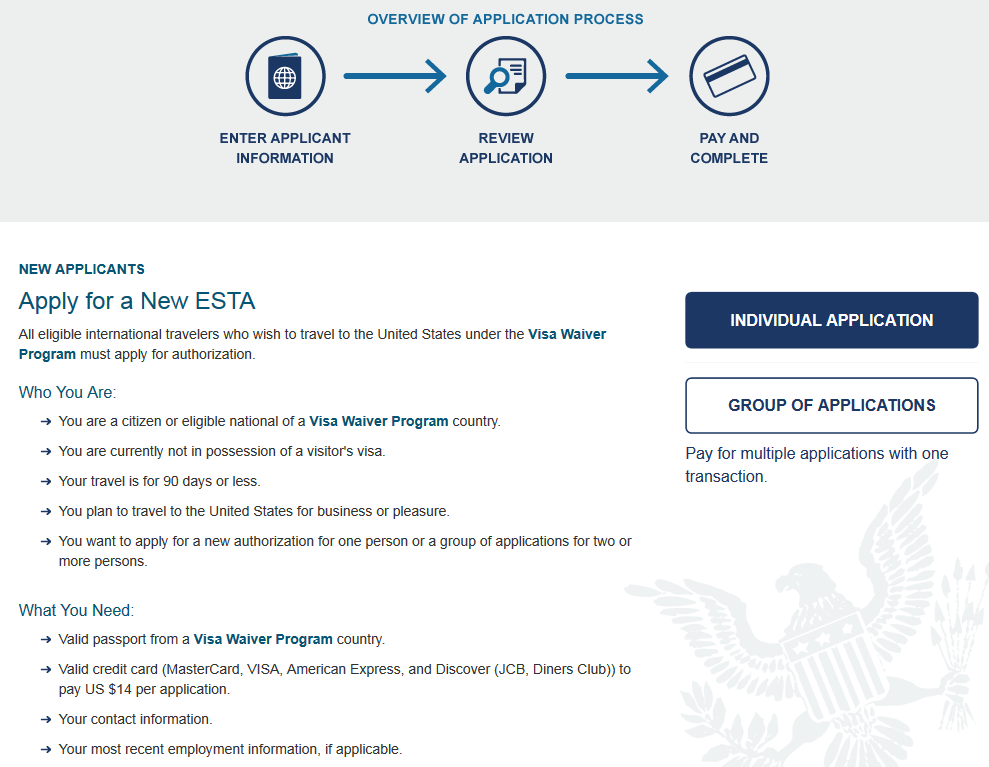 OVERVIEW OF APPLICATION PROCESS
ENTER APPLICANT
INFORMATION
REVIEW
APPLICATION
PAY AND
COMPLETE
NEW APPLICANTS
Apply for a New ESTA
All eligible international travelers who wish to travel to the United States under the Visa Waiver
Program must apply for authorization.
Who You Are:
You are a citizen or eligible national of a Visa Waiver Program country.
You are currently not in possession of a visitor's visa.
Your travel is for 90 days or less.
You plan to travel to the United States for business or pleasure.
You want to apply for a new authorization for one person or a group of applications for two or
more persons.
What You Need:
Valid passport from a Visa Waiver Program country.
Valid credit card (MasterCard, VISA, American Express, and Discover (JCB, Diners Club)) to
pay US $14 per application.
Your contact information.
Your most recent employment information, if applicable.
INDIVIDUAL APPLICATION
GROUP OF APPLICATIONS
Pay for multiple applications with one
transaction.